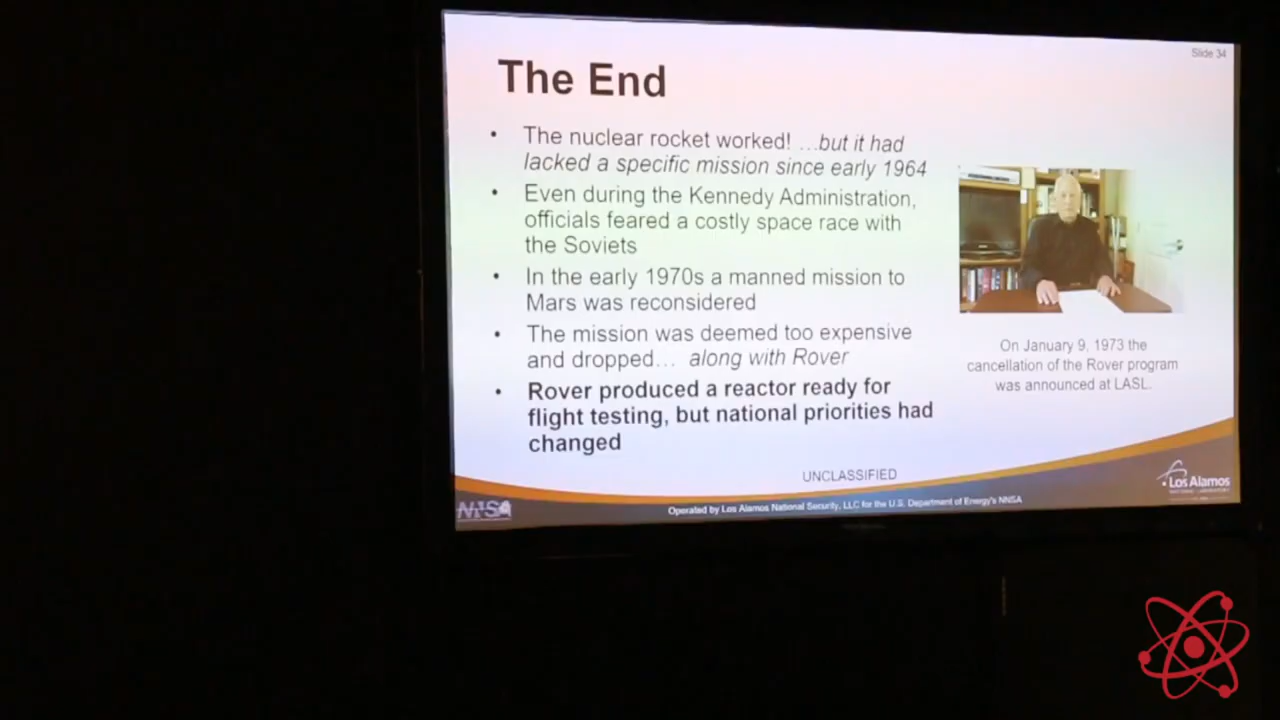 Slide 34
The End
• The nuclear rocket worked! …but it had
lacked a specific mission since early 1964
• Even during the Kennedy Administration,
officials feared a costly space race with
the Soviets
• In the early 1970s a manned mission to
Mars was reconsidered
• The mission was deemed too expensive
and dropped… along with Rover
• Rover produced a reactor ready for
flight testing, but national priorities had
changed
On January 9, 1973 the
cancellation of the Rover program
was announced at LASL.
UNCLASSIFIED
NNSA
Operated by Los Alamos National Security, LLC for the U.S. Department of Energy's NNSA
Los Alamos
NATIONAL LABORATORY